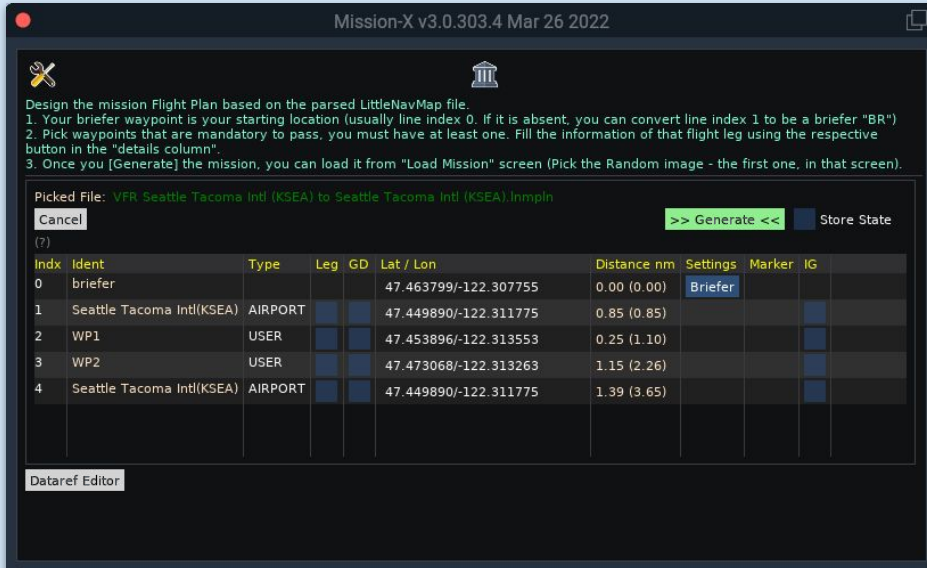 Mission-X v3.0.303.4 Mar 26 2022
Design the mission Flight Plan based on the parsed LittleNavMap file.
1. Your briefer waypoint is your starting location (usually line index 0. If it is absent, you can convert line index 1 to be a briefer "BR")
2. Pick waypoints that are mandatory to pass, you must have at least one. Fill the information of that flight leg using the respective
button in the "details column".
3. Once you [Generate] the mission, you can load it from "Load Mission" screen (Pick the Random image - the first one, in that screen).
Picked File: VFR Seattle Tacoma Intl (KSEA) to Seattle Tacoma Intl (KSEA).lnmpln
Cancel >> Generate << Store State
(?)
Indx Ident Type Leg GD Lat / Lon Distance nm Settings Marker IG
0 briefer 47.463799/-122.307755 0.00 (0.00) Briefer
1 Seattle Tacoma Intl(KSEA) AIRPORT 47.449890/-122.311775 0.85 (0.85)
2 WP1 USER 47.453896/-122.313553 0.25 (1.10)
3 WP2 USER 47.473068/-122.313263 1.15 (2.26)
4 Seattle Tacoma Intl(KSEA) AIRPORT 47.449890/-122.311775 1.39 (3.65)
Dataref Editor